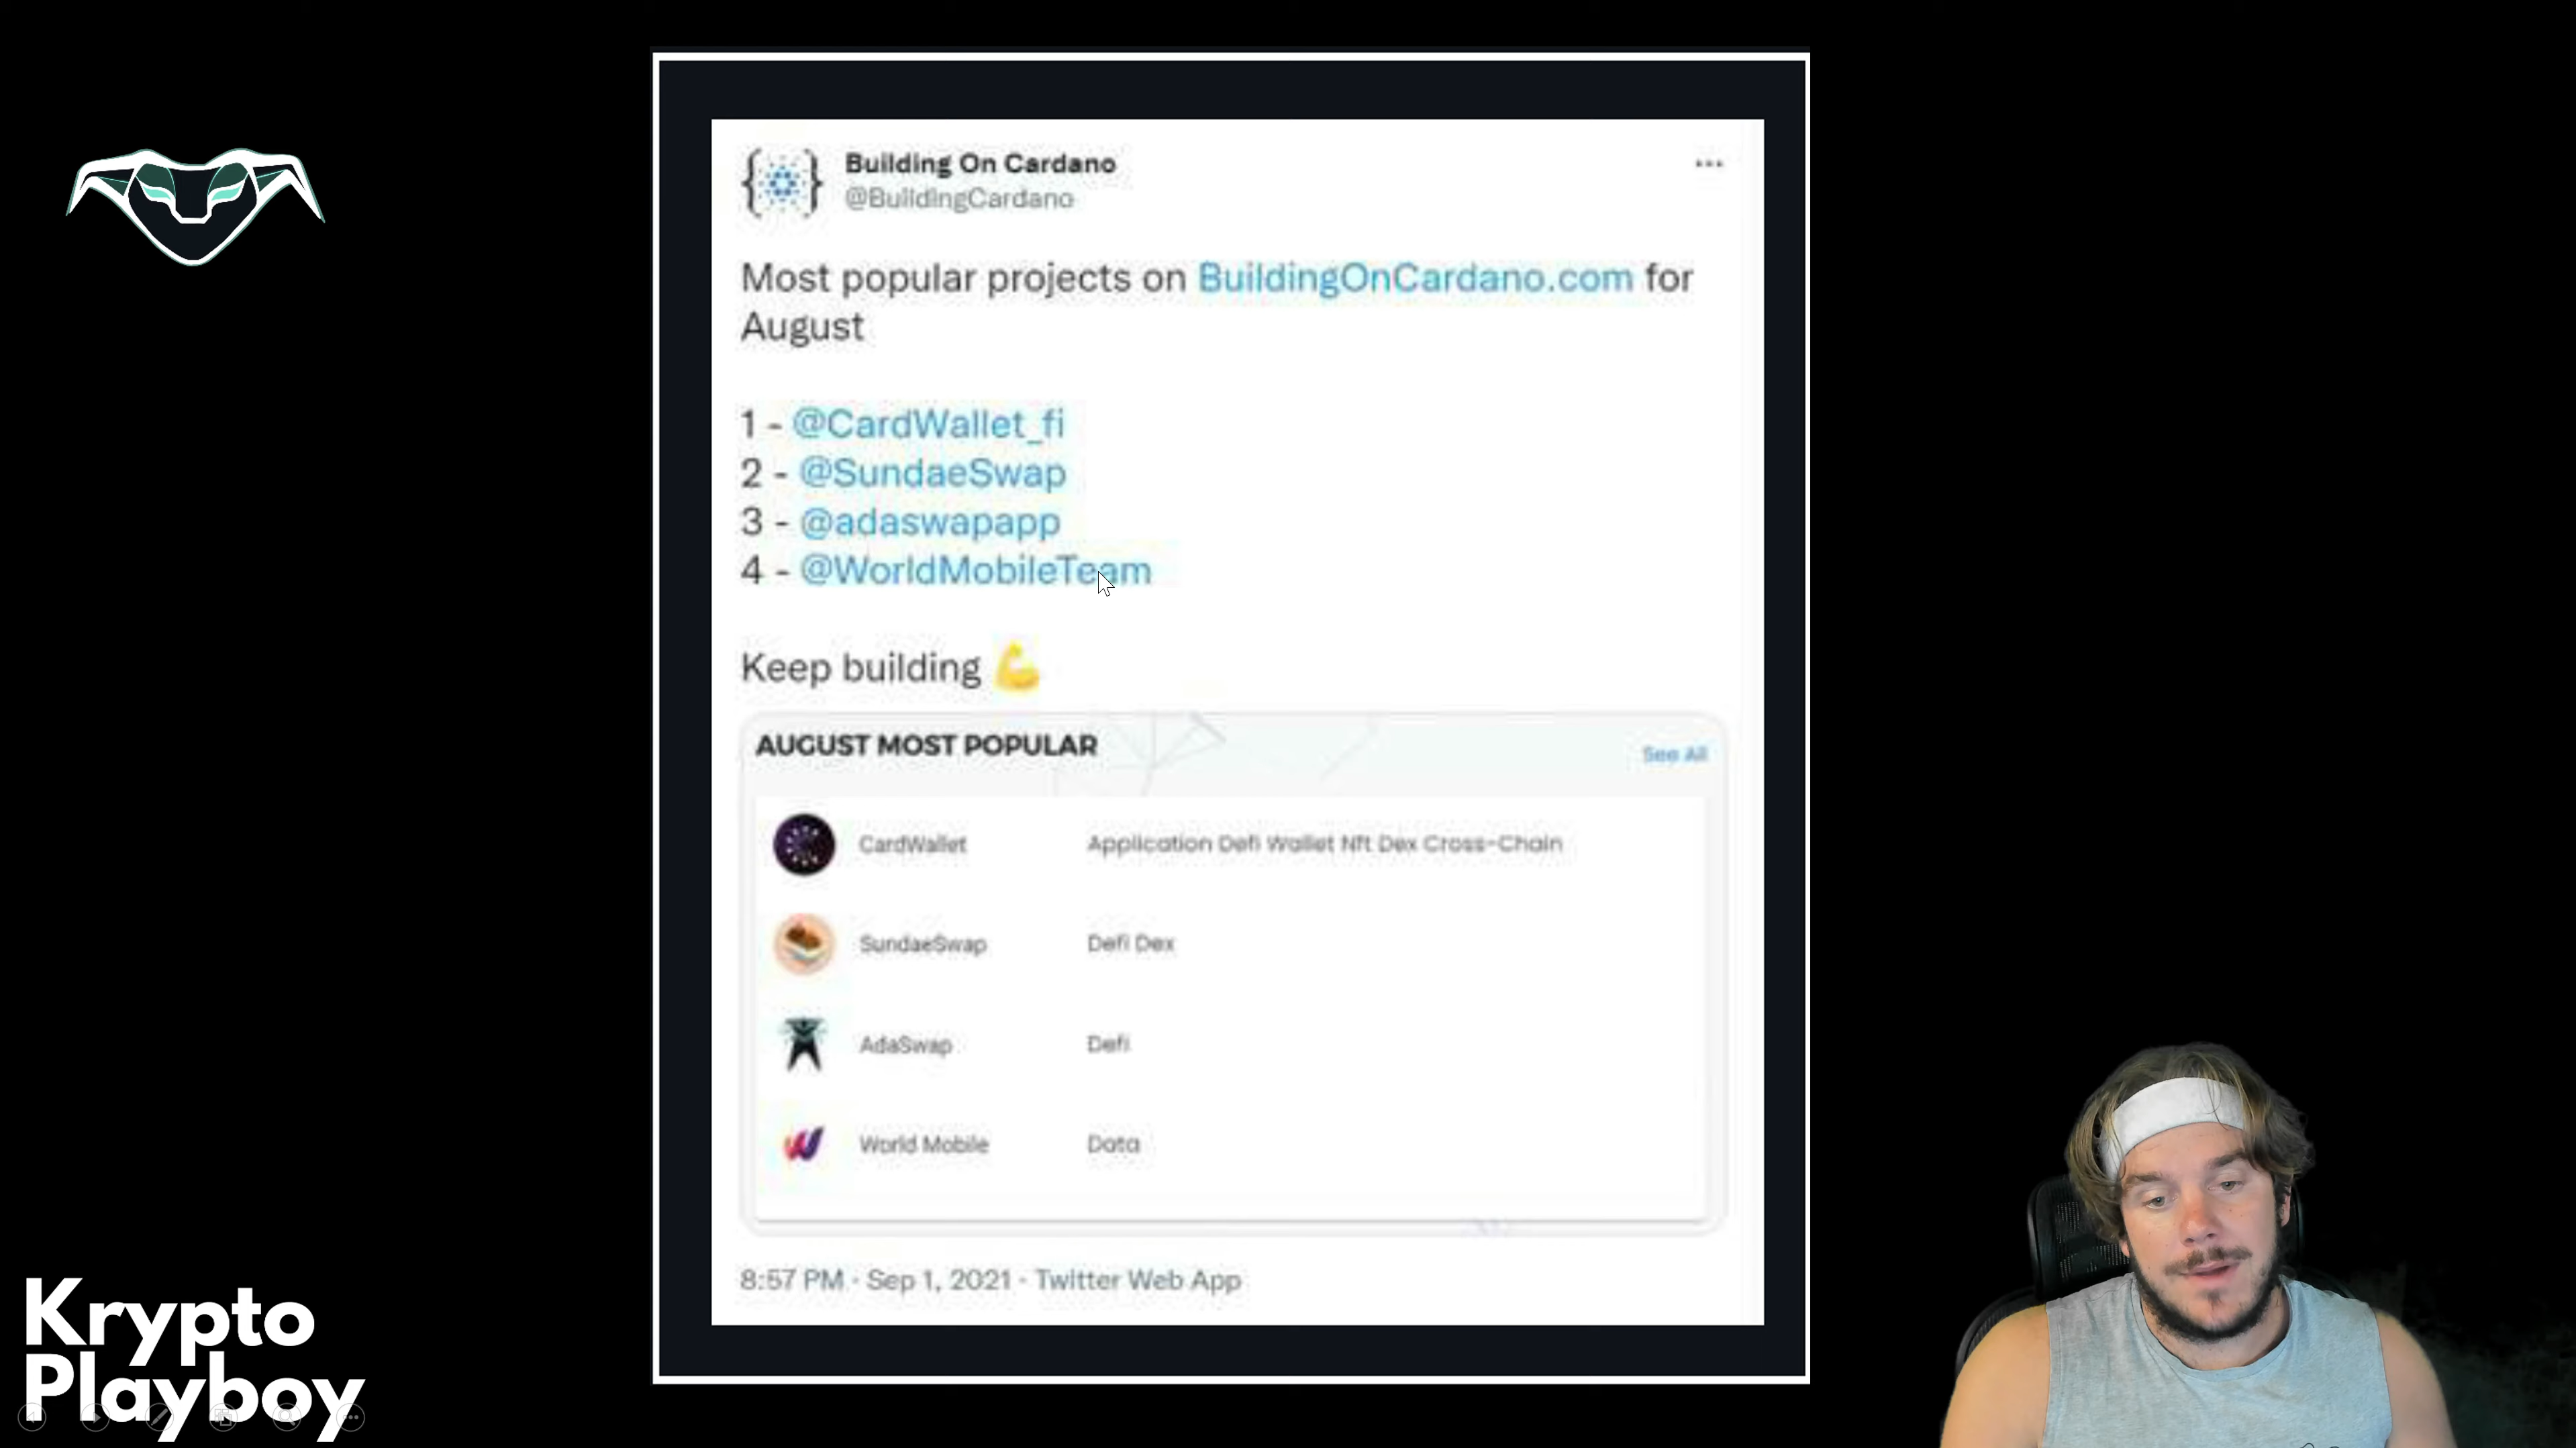 Building On Cardano
@BuildingCardano
Most popular projects on BuildingOnCardano.com for
August
1 - @CardWallet_fi
2 - @SundaeSwap
3 - @adaswapapp
4 - @WorldMobileTeam
Keep building 💪
AUGUST MOST POPULAR
See All
CardWallet Application Defi Wallet Nft Dex Cross-Chain
SundaeSwap Defi Dex
AdaSwap Defi
World Mobile Data
8:57 PM · Sep 1, 2021 · Twitter Web App
Krypto
Playboy